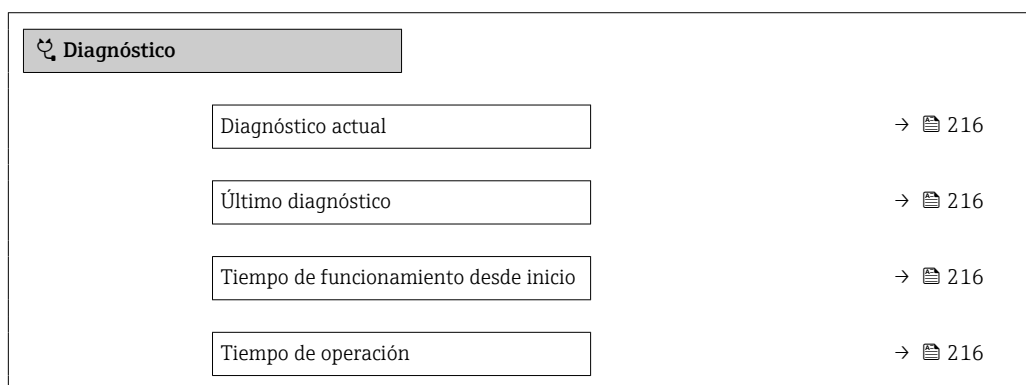 Diagnóstico
Diagnóstico actual → 216
Último diagnóstico → 216
Tiempo de funcionamiento desde inicio → 216
Tiempo de operación → 216